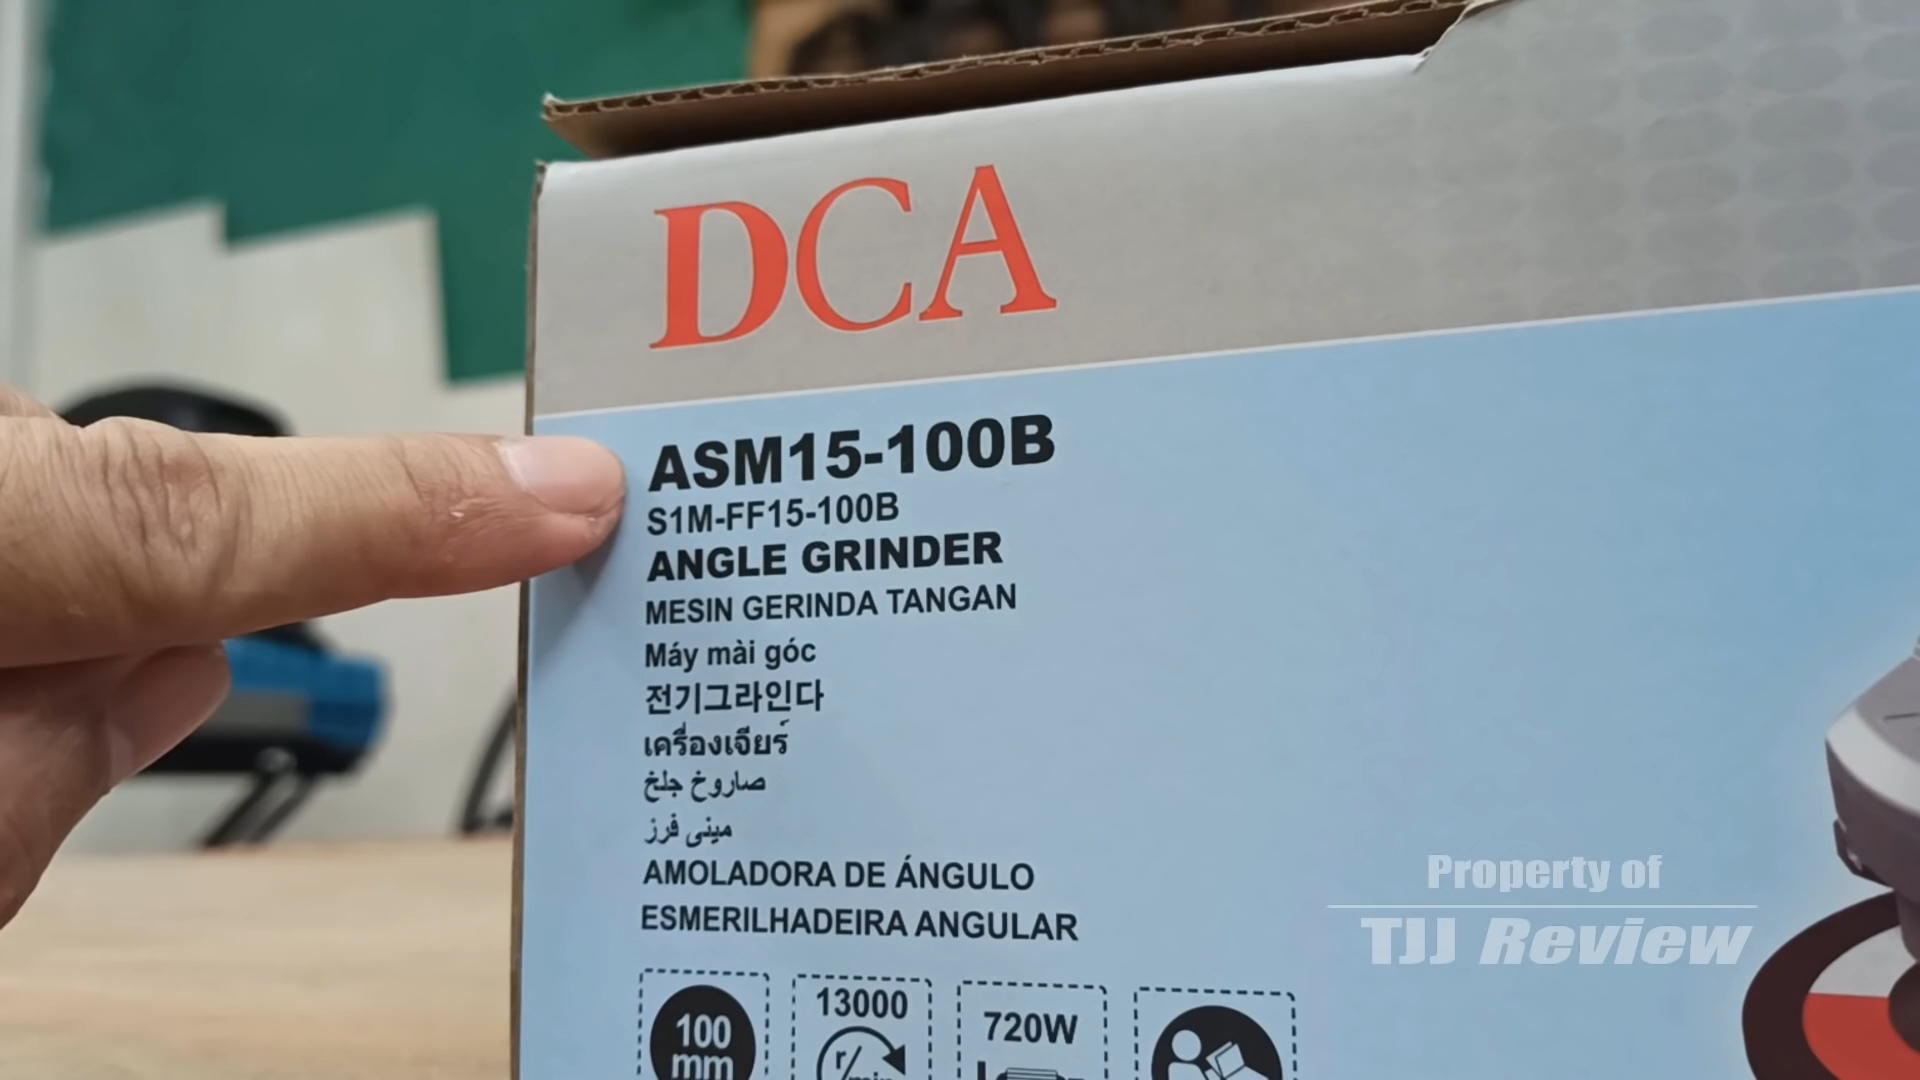 DCA
ASM15-100B
S1M-FF15-100B
ANGLE GRINDER
MESIN GERINDA TANGAN
Máy mài góc
전기그라인다
เครื่องเจียร์
صاروخ جلخ
مینی فرز
AMOLADORA DE ÁNGULO
ESMERILHADEIRA ANGULAR
100 mm
13000 r/min
720W
Property of
TJJ Review